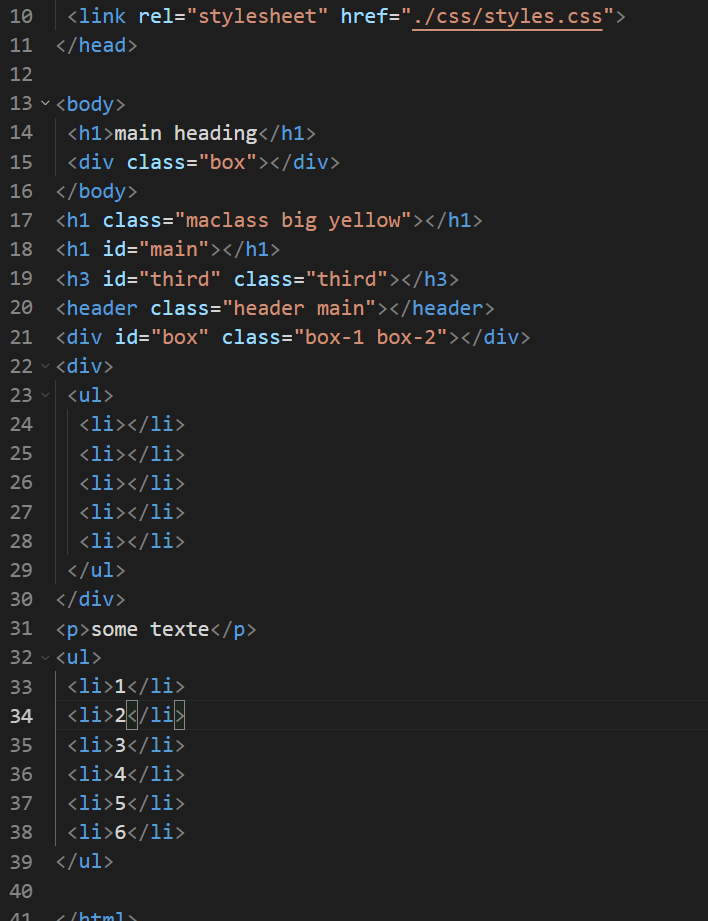 10 <link rel="stylesheet" href="./css/styles.css">
11 </head>
12
13 <body>
14 <h1>main heading</h1>
15 <div class="box"></div>
16 </body>
17 <h1 class="maclass big yellow"></h1>
18 <h1 id="main"></h1>
19 <h3 id="third" class="third"></h3>
20 <header class="header main"></header>
21 <div id="box" class="box-1 box-2"></div>
22 <div>
23 <ul>
24 <li></li>
25 <li></li>
26 <li></li>
27 <li></li>
28 <li></li>
29 </ul>
30 </div>
31 <p>some texte</p>
32 <ul>
33 <li>1</li>
34 <li>2</li>
35 <li>3</li>
36 <li>4</li>
37 <li>5</li>
38 <li>6</li>
39 </ul>
40
41 </html>